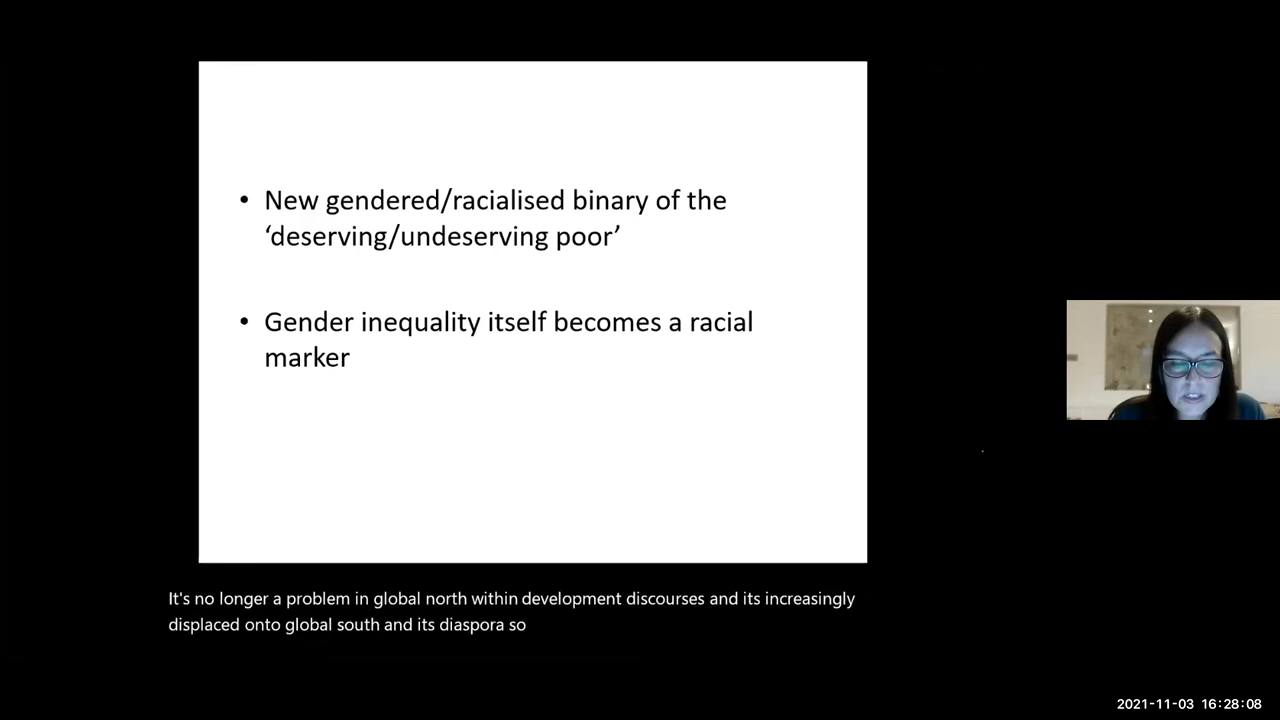 • New gendered/racialised binary of the
‘deserving/undeserving poor’
• Gender inequality itself becomes a racial
marker
It's no longer a problem in global north within development discourses and its increasingly
displaced onto global south and its diaspora so
2021-11-03 16:28:08